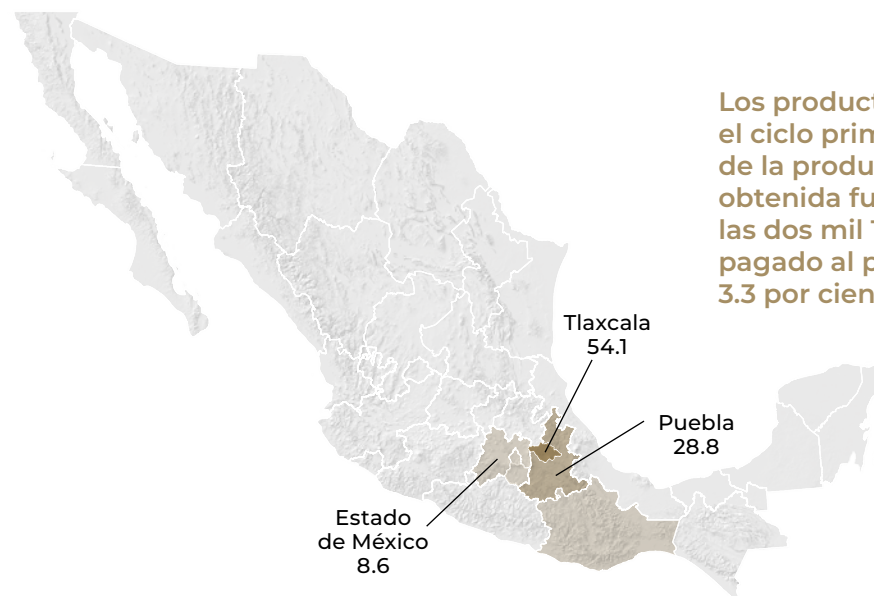 Los product
el ciclo prim
de la produ
obtenida fu
las dos mil
pagado al p
3.3 por cien
Tlaxcala
54.1
Puebla
28.8
Estado
de México
8.6